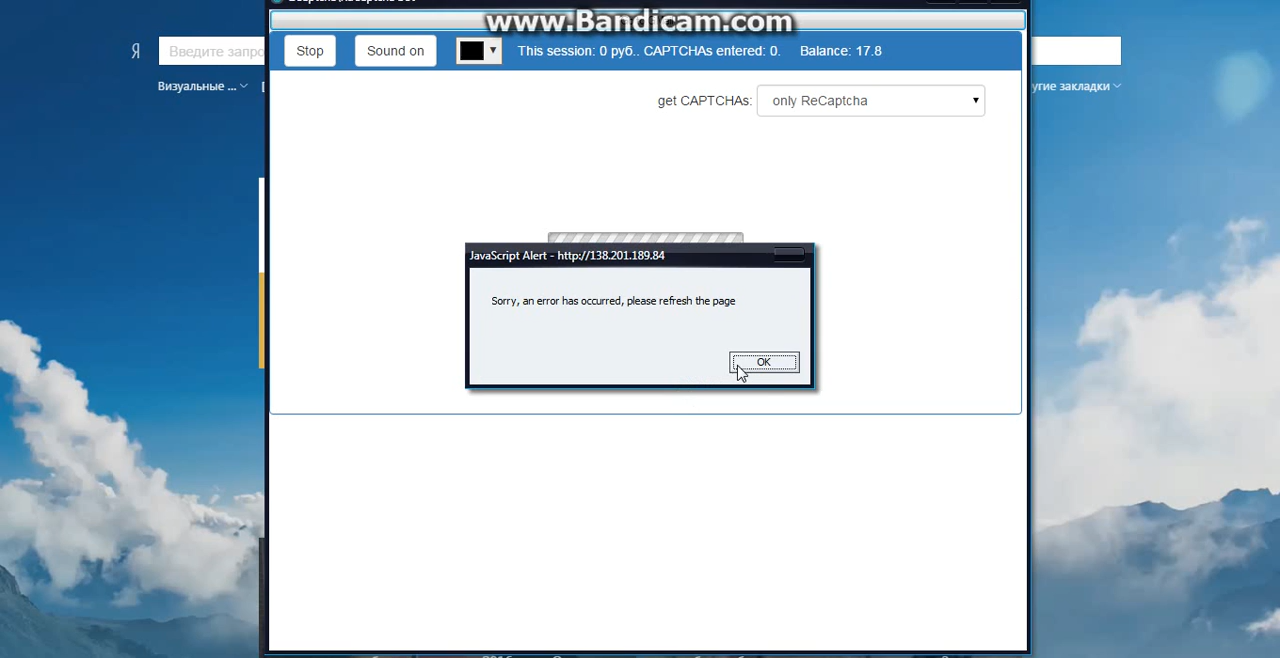 www.Bandicam.com
Я Введите запро
Stop
Sound on
This session: 0 руб.. CAPTCHAs entered: 0. Balance: 17.8
Визуальные ...
угие закладки
get CAPTCHAs: only ReCaptcha
JavaScript Alert - http://138.201.189.84
Sorry, an error has occurred, please refresh the page
OK